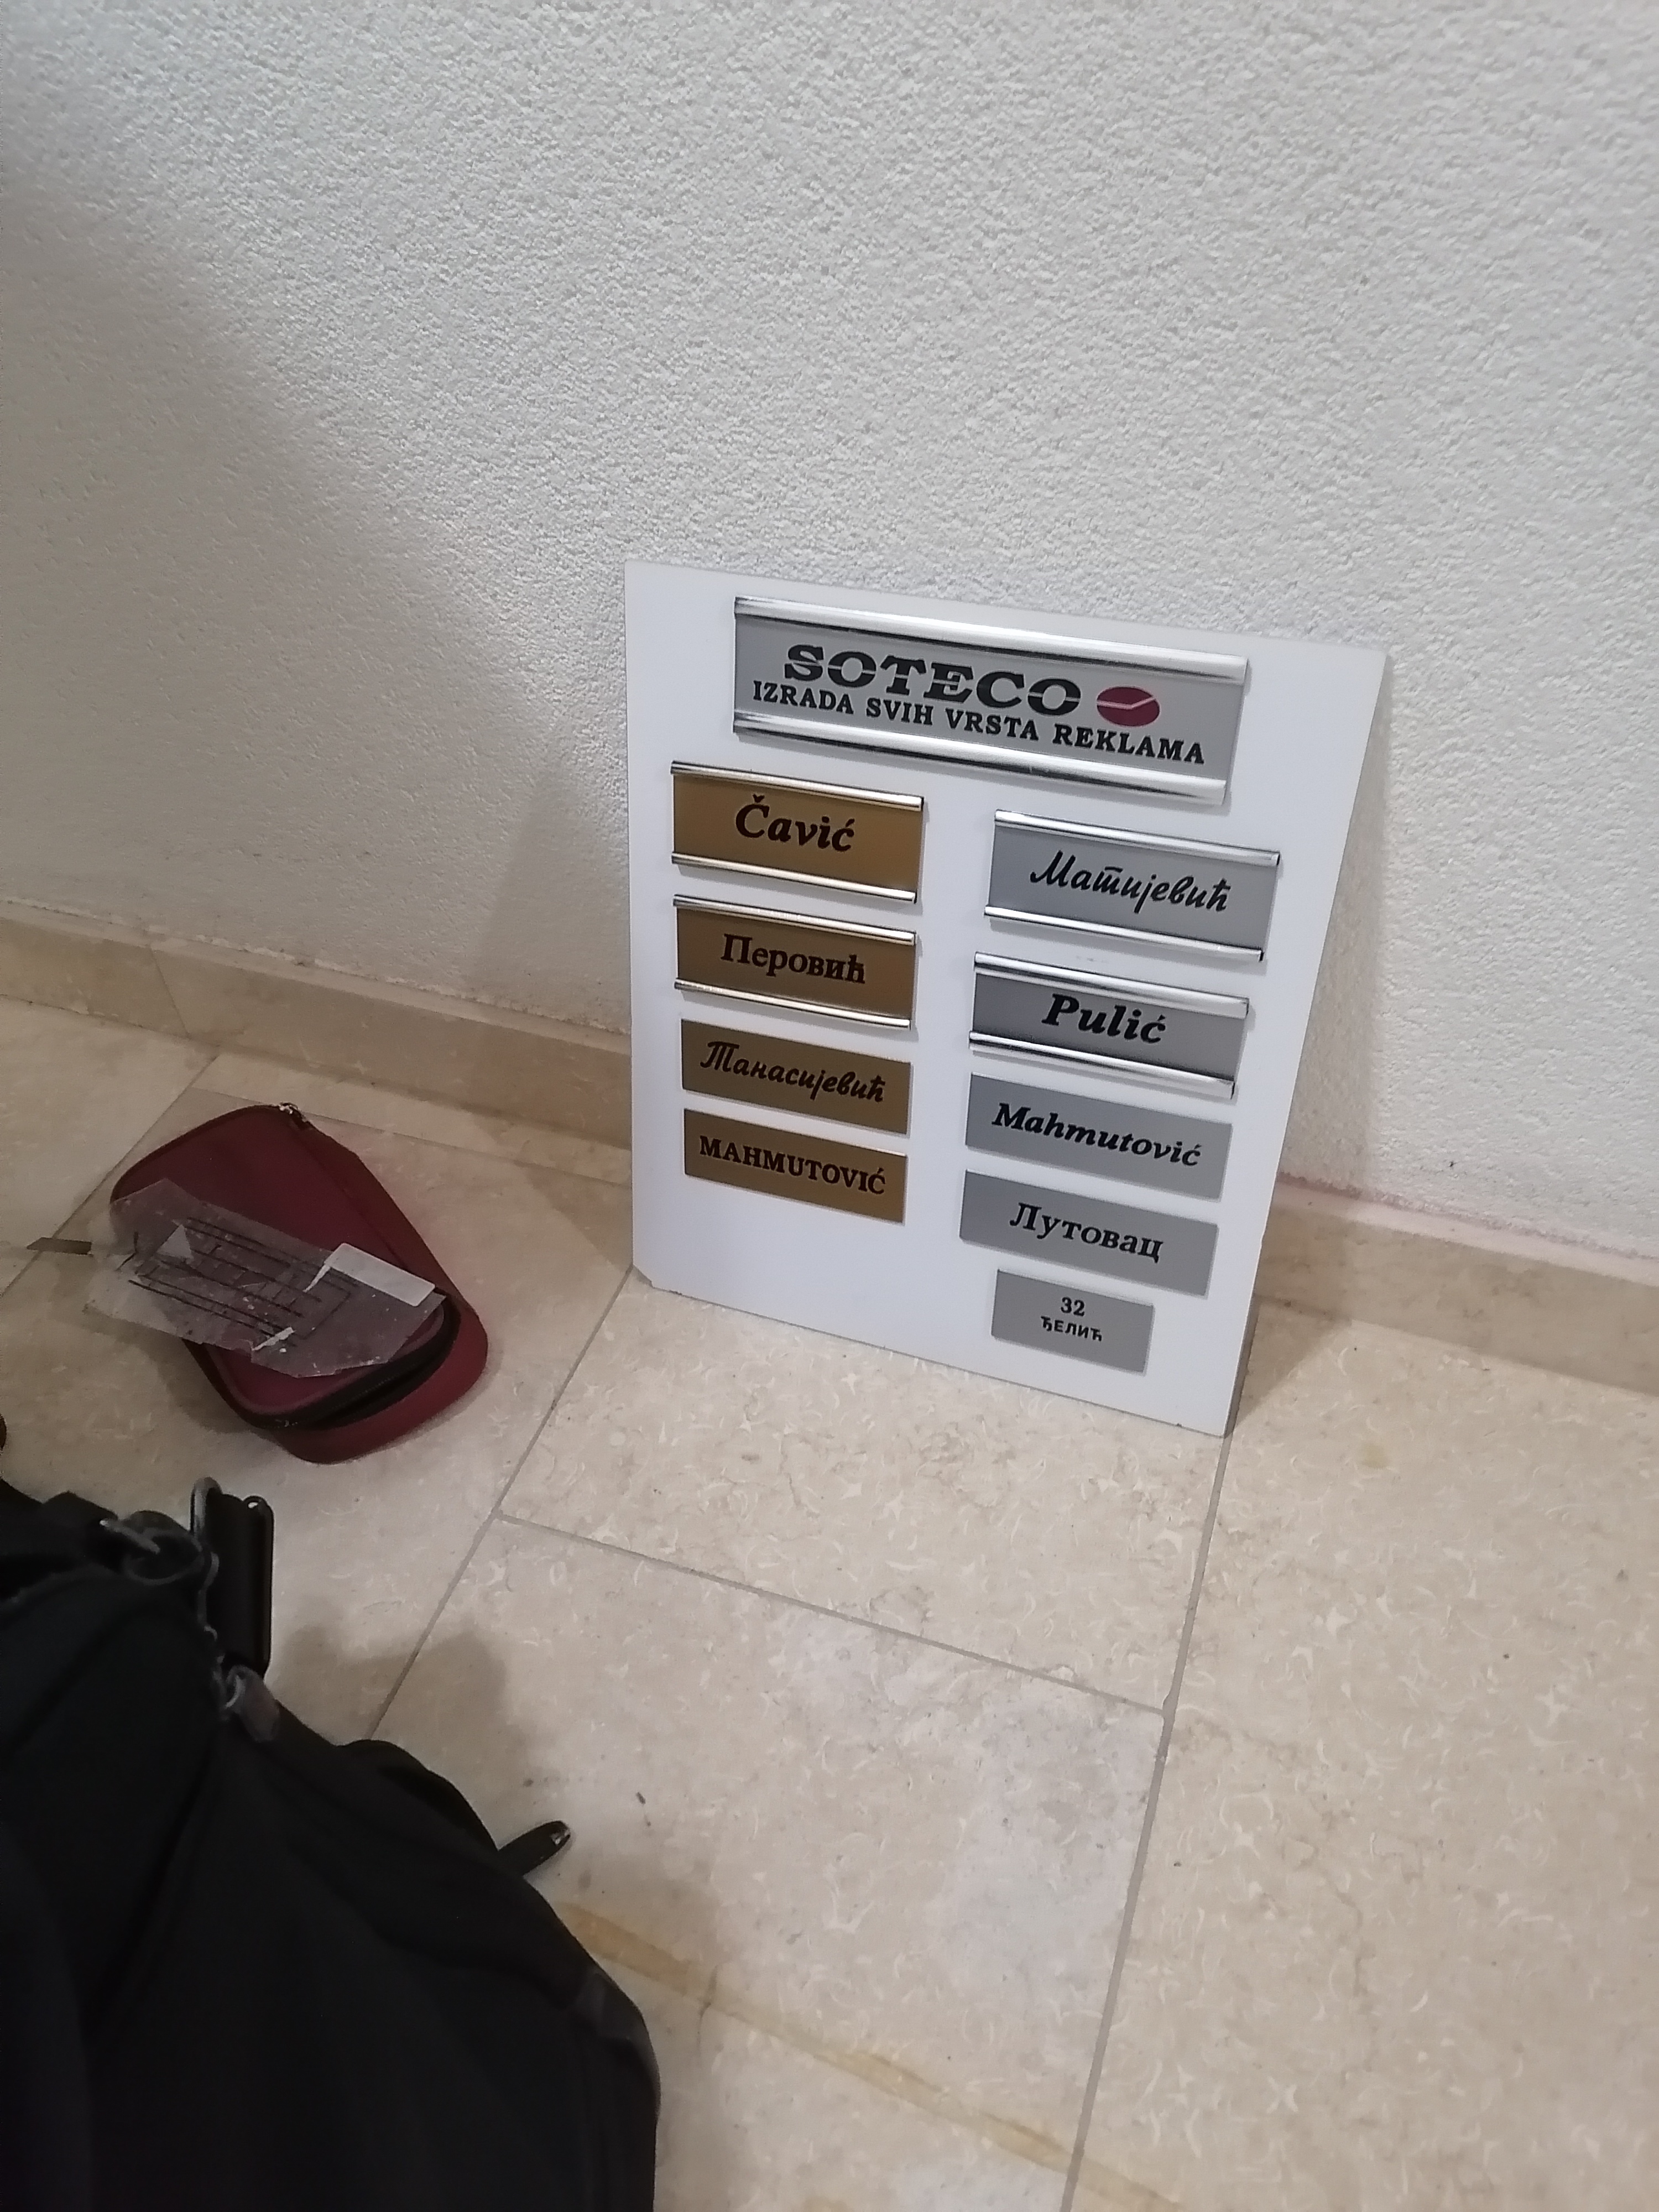 SOTECO
IZRADA SVIH VRSTA REKLAMA
Čavić
Перовић
Танасијевић
MAHMUTOVIĆ
Матијевић
Pulić
Mahmutović
Лутовац
32
ЂЕЛИЋ